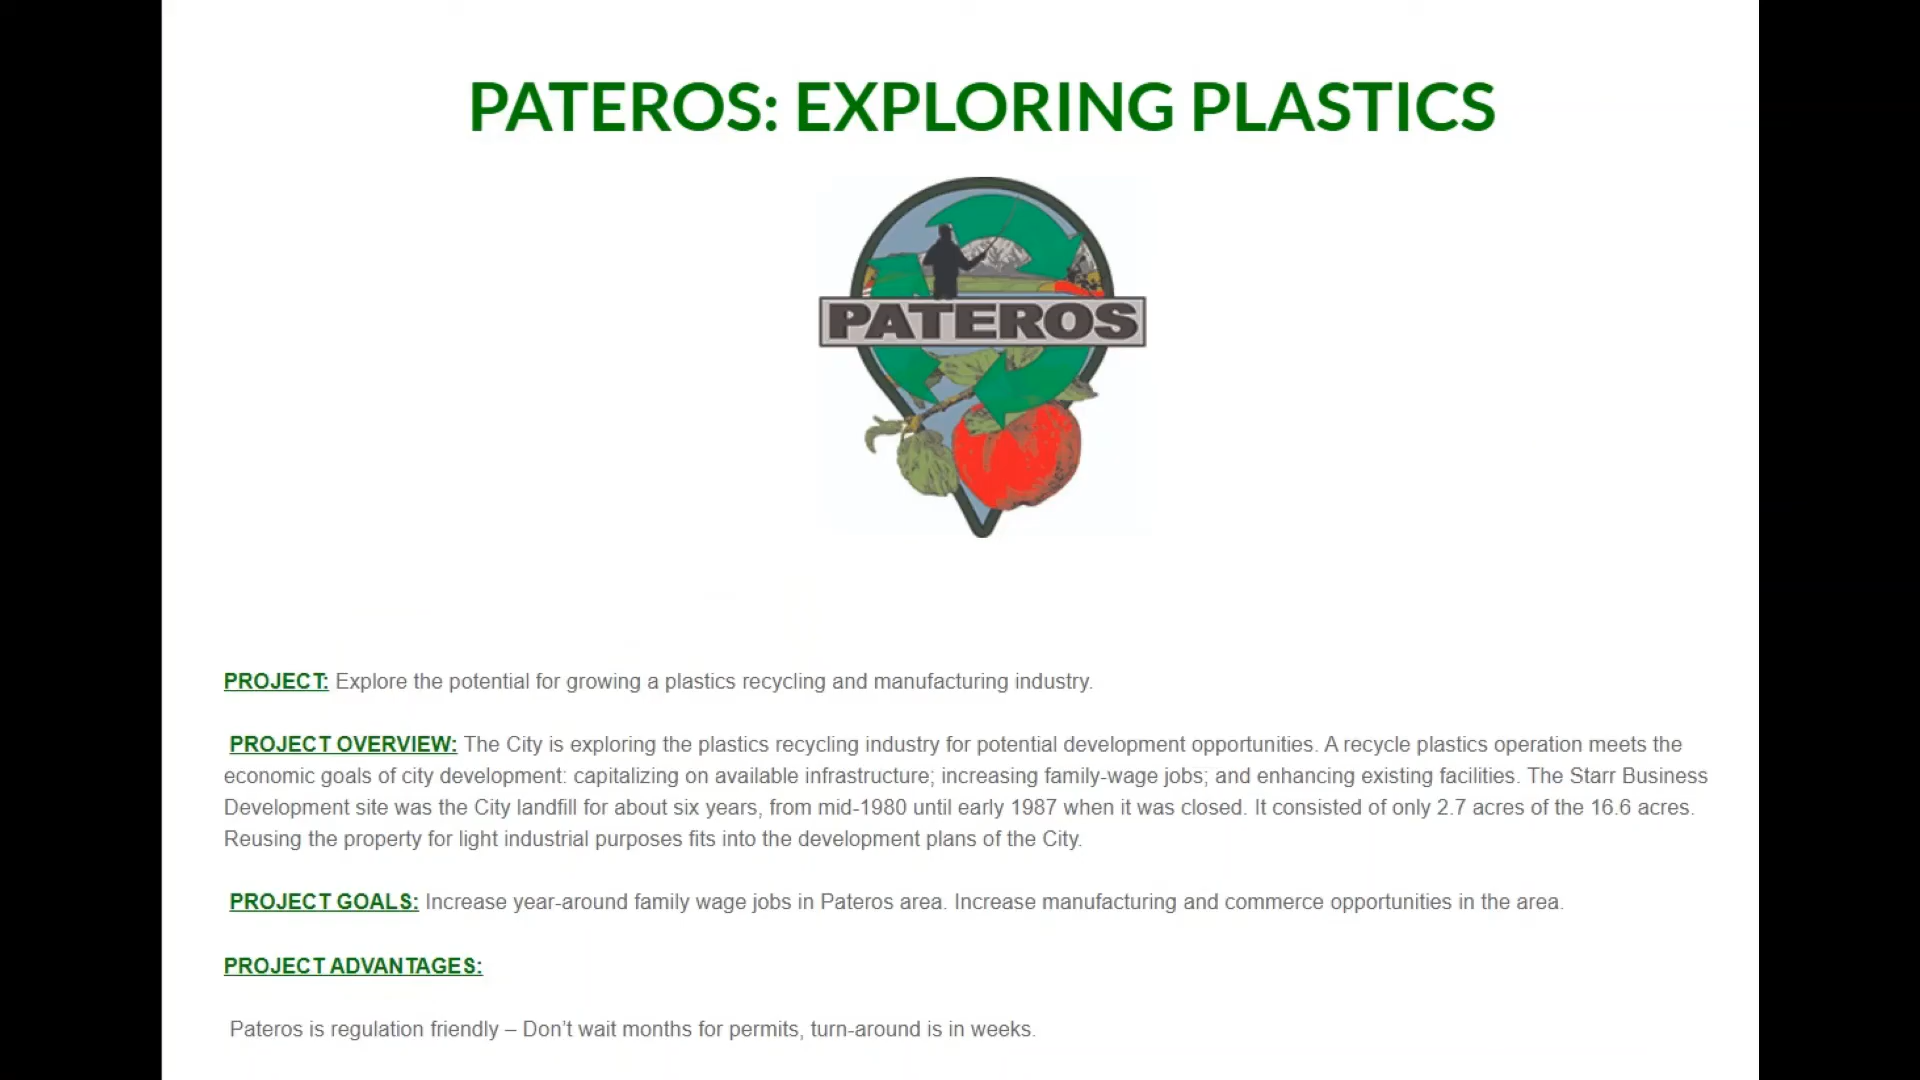 PATEROS: EXPLORING PLASTICS
PATEROS
PROJECT: Explore the potential for growing a plastics recycling and manufacturing industry.
PROJECT OVERVIEW: The City is exploring the plastics recycling industry for potential development opportunities. A recycle plastics operation meets the
economic goals of city development: capitalizing on available infrastructure; increasing family-wage jobs; and enhancing existing facilities. The Starr Business
Development site was the City landfill for about six years, from mid-1980 until early 1987 when it was closed. It consisted of only 2.7 acres of the 16.6 acres.
Reusing the property for light industrial purposes fits into the development plans of the City.
PROJECT GOALS: Increase year-around family wage jobs in Pateros area. Increase manufacturing and commerce opportunities in the area.
PROJECT ADVANTAGES:
Pateros is regulation friendly – Don’t wait months for permits, turn-around is in weeks.